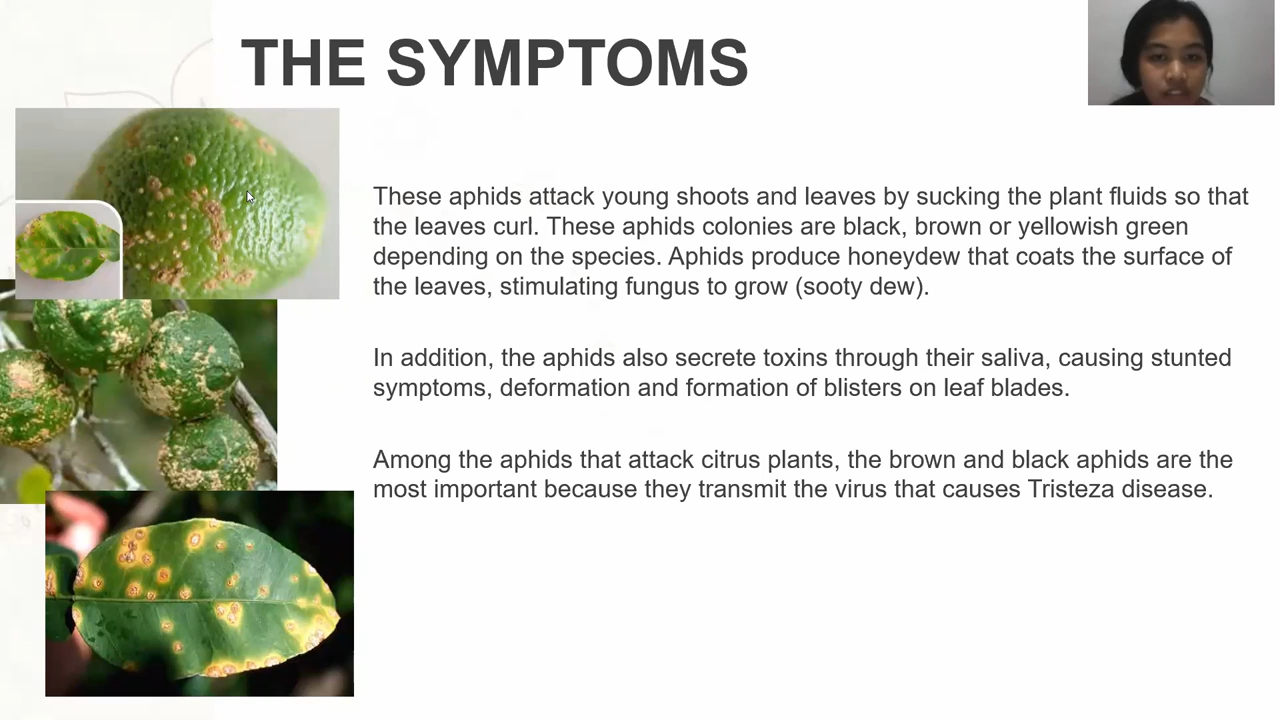 THE SYMPTOMS
These aphids attack young shoots and leaves by sucking the plant fluids so that
the leaves curl. These aphids colonies are black, brown or yellowish green
depending on the species. Aphids produce honeydew that coats the surface of
the leaves, stimulating fungus to grow (sooty dew).
In addition, the aphids also secrete toxins through their saliva, causing stunted
symptoms, deformation and formation of blisters on leaf blades.
Among the aphids that attack citrus plants, the brown and black aphids are the
most important because they transmit the virus that causes Tristeza disease.